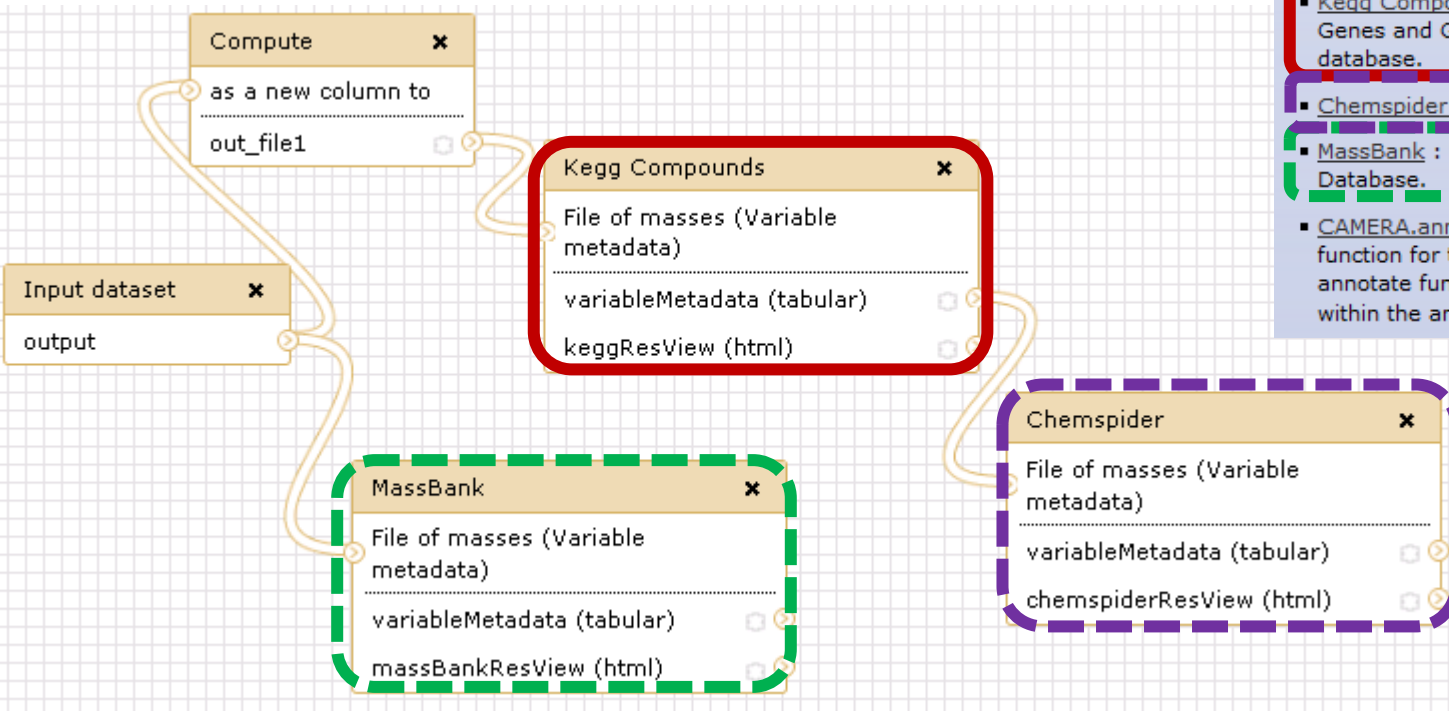 Compute ×
as a new column to
out_file1
Input dataset ×
output
Kegg Compounds ×
File of masses (Variable
metadata)
variableMetadata (tabular)
keggResView (html)
MassBank ×
File of masses (Variable
metadata)
variableMetadata (tabular)
massBankResView (html)
Chemspider ×
File of masses (Variable
metadata)
variableMetadata (tabular)
chemspiderResView (html)
▪ Kegg
Genes and
database.
▪ Chemspider
▪ MassBank :
Database.
▪
function for
annotate
within the